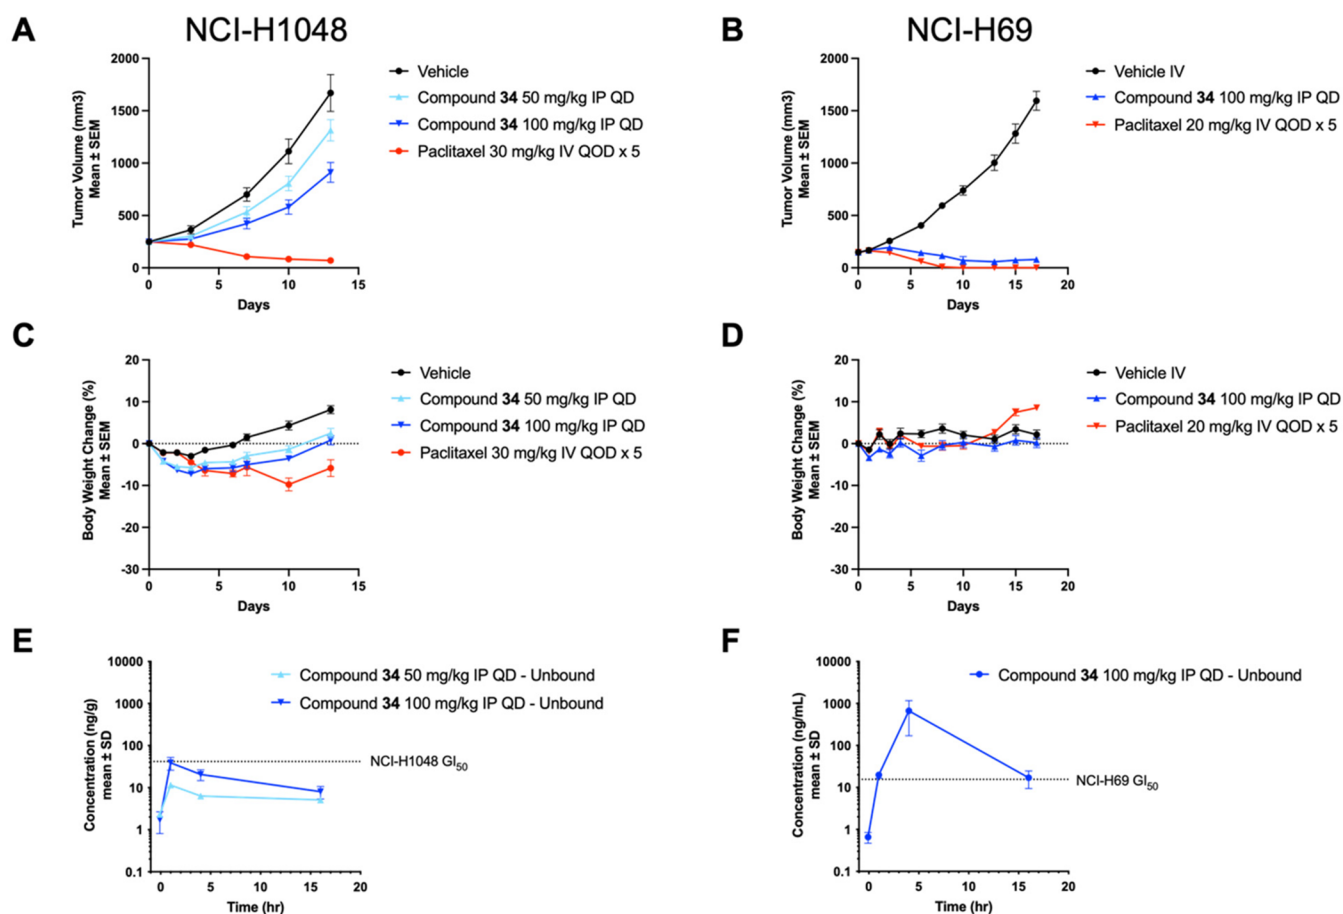 A
NCI-H1048
2000
1500
1000
500
0
Tumor Volume (mm3)
Mean ± SEM
0 5 10 15
Days
Vehicle
Compound 34 50 mg/kg IP QD
Compound 34 100 mg/kg IP QD
Paclitaxel 30 mg/kg IV QOD x 5
B
NCI-H69
2000
1500
1000
500
0
Tumor Volume (mm3)
Mean ± SEM
0 5 10 15 20
Days
Vehicle IV
Compound 34 100 mg/kg IP QD
Paclitaxel 20 mg/kg IV QOD x 5
C
20
10
0
-10
-20
-30
Body Weight Change (%)
Mean ± SEM
0 5 10 15
Days
Vehicle
Compound 34 50 mg/kg IP QD
Compound 34 100 mg/kg IP QD
Paclitaxel 30 mg/kg IV QOD x 5
D
20
10
0
-10
-20
-30
Body Weight Change (%)
Mean ± SEM
0 5 10 15 20
Days
Vehicle IV
Compound 34 100 mg/kg IP QD
Paclitaxel 20 mg/kg IV QOD x 5
E
10000
1000
100
10
1
0.1
Concentration (ng/g)
mean ± SD
0 5 10 15 20
Time (hr)
Compound 34 50 mg/kg IP QD - Unbound
Compound 34 100 mg/kg IP QD - Unbound
NCI-H1048 GI50
F
10000
1000
100
10
1
0.1
Concentration (ng/mL)
mean ± SD
0 5 10 15 20
Time (hr)
Compound 34 100 mg/kg IP QD - Unbound
NCI-H69 GI50